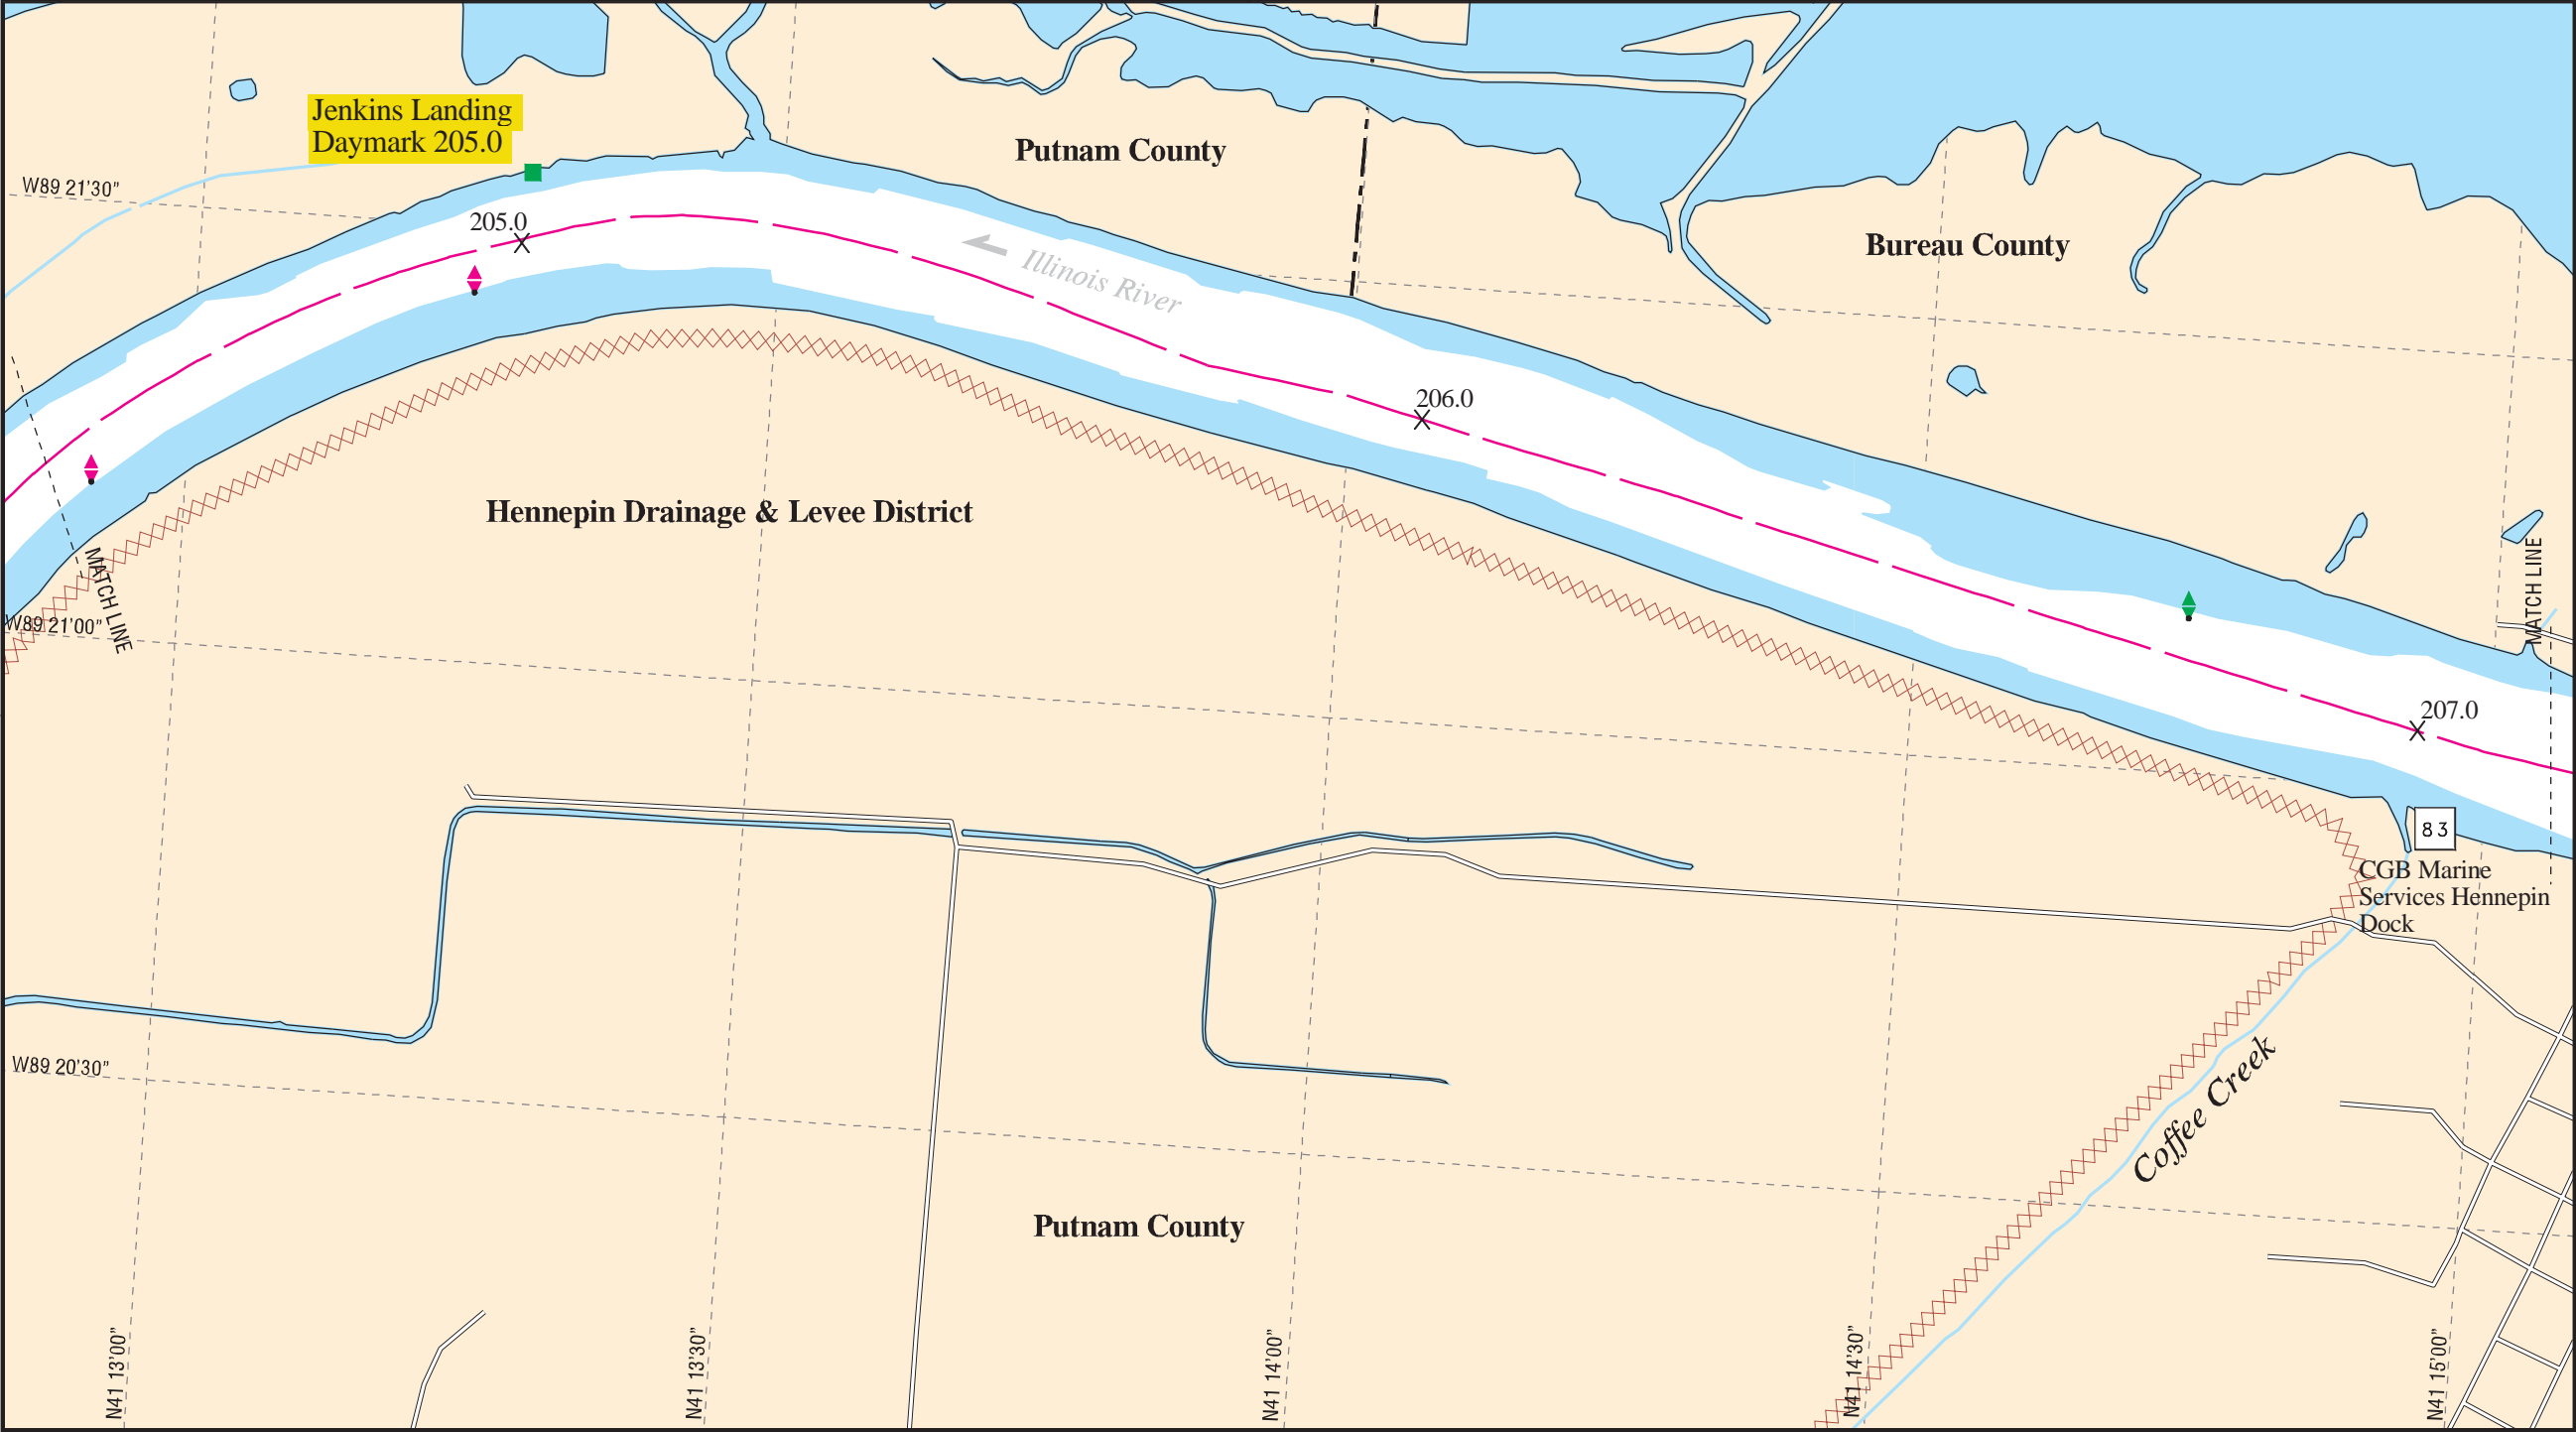 Jenkins Landing
Daymark 205.0
Putnam County
W89 21'30"
205.0
Bureau County
Illinois River
206.0
Hennepin Drainage & Levee District
MATCH LINE
MATCH LINE
W89 21'00"
207.0
83
CGB Marine
Services Hennepin
Dock
W89 20'30"
Coffee Creek
Putnam County
N41 13'00"
N41 13'30"
N41 14'00"
N41 14'30"
N41 15'00"